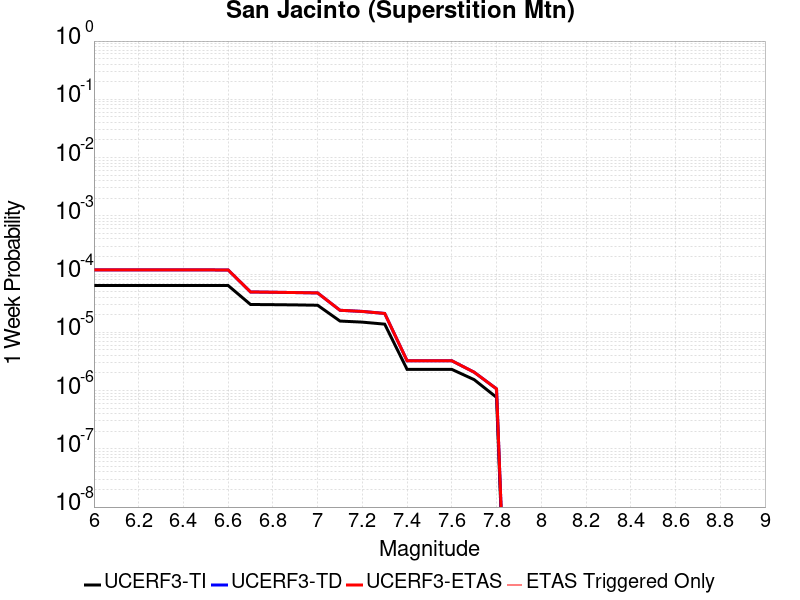 San Jacinto (Superstition Mtn)
10^0
10^-1
10^-2
10^-3
10^-4
10^-5
10^-6
10^-7
10^-8
1 Week Probability
6 6.2 6.4 6.6 6.8 7 7.2 7.4 7.6 7.8 8 8.2 8.4 8.6 8.8 9
Magnitude
UCERF3-TI UCERF3-TD UCERF3-ETAS ETAS Triggered Only